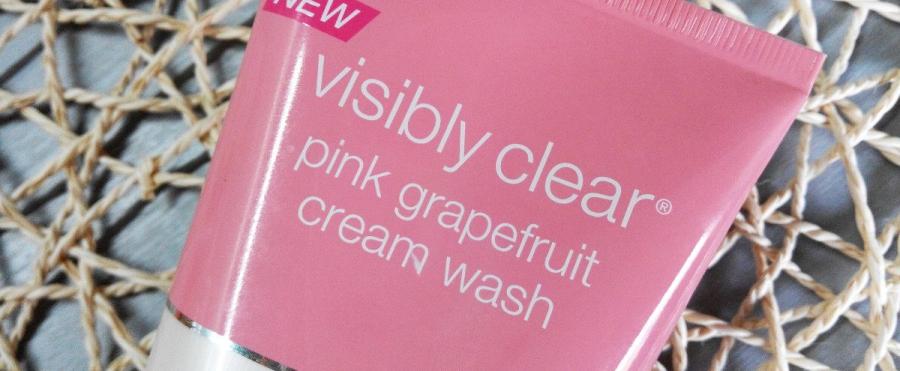 NEW
visibly clear®
pink grapefruit
cream wash